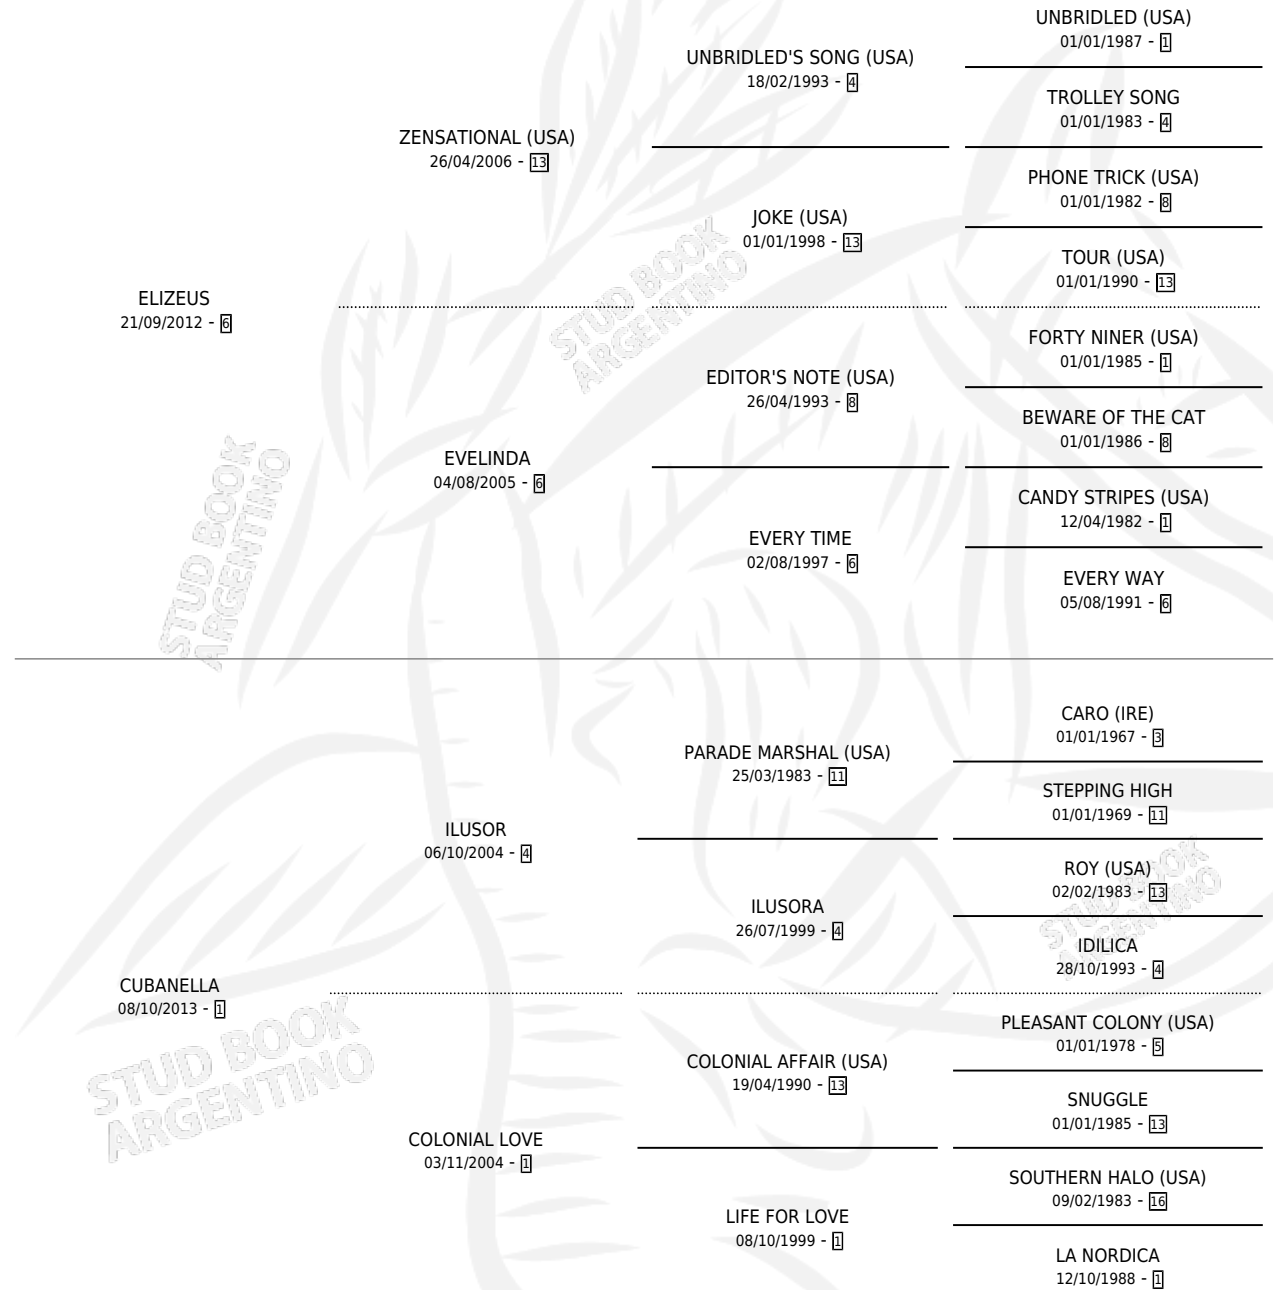 UNBRIDLED (USA)
01/01/1987 - 1
UNBRIDLED'S SONG (USA)
18/02/1993 - 4
TROLLEY SONG
01/01/1983 - 4
ZENSATIONAL (USA)
26/04/2006 - 13
PHONE TRICK (USA)
01/01/1982 - 8
JOKE (USA)
01/01/1998 - 13
TOUR (USA)
01/01/1990 - 13
STUD BOOK
ARGENTINO
ELIZEUS
21/09/2012 - 6
FORTY NINER (USA)
01/01/1985 - 1
EDITOR'S NOTE (USA)
26/04/1993 - 8
BEWARE OF THE CAT
01/01/1986 - 8
EVELINDA
04/08/2005 - 6
CANDY STRIPES (USA)
12/04/1982 - 1
EVERY TIME
02/08/1997 - 6
EVERY WAY
05/08/1991 - 6
STUD BOOK
ARGENTINO
CARO (IRE)
01/01/1967 - 3
PARADE MARSHAL (USA)
25/03/1983 - 11
STEPPING HIGH
01/01/1969 - 11
ILUSOR
06/10/2004 - 4
ROY (USA)
02/02/1983 - 13
ILUSORA
26/07/1999 - 4
IDILICA
28/10/1993 - 4
STUD BOOK
ARGENTINO
CUBANELLA
08/10/2013 - 1
PLEASANT COLONY (USA)
01/01/1978 - 5
COLONIAL AFFAIR (USA)
19/04/1990 - 13
SNUGGLE
01/01/1985 - 13
STUD BOOK
ARGENTINO
COLONIAL LOVE
03/11/2004 - 1
SOUTHERN HALO (USA)
09/02/1983 - 16
LIFE FOR LOVE
08/10/1999 - 1
LA NORDICA
12/10/1988 - 1